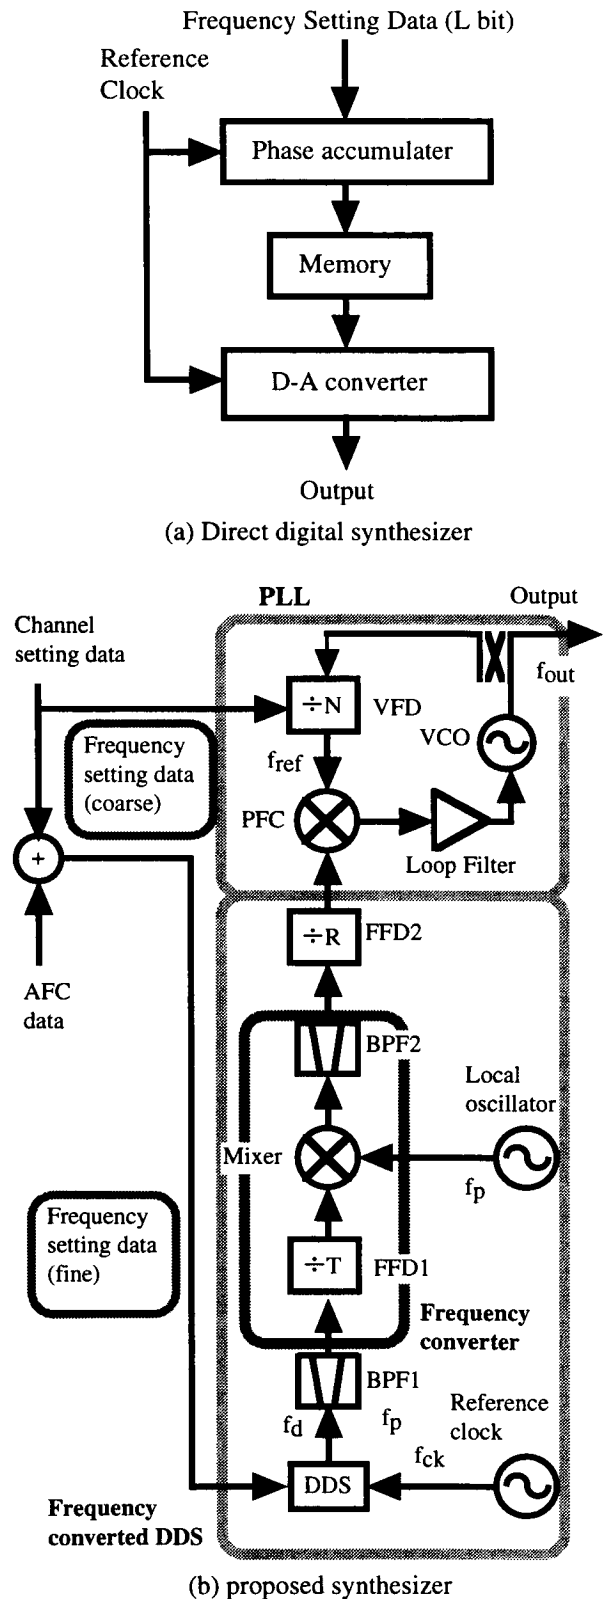 Frequency Setting Data (L bit)
Reference
Clock
Phase accumulater
Memory
D-A converter
Output
(a) Direct digital synthesizer
PLL
Output
Channel
setting data
f_out
÷N
VFD
VCO
Frequency
setting data
(coarse)
f_ref
PFC
Loop Filter
+
÷R
FFD2
AFC
data
BPF2
Local
oscillator
Mixer
f_p
Frequency
setting data
(fine)
÷T
FFD1
Frequency
converter
BPF1
f_d
f_p
Reference
clock
f_ck
DDS
Frequency
converted DDS
(b) proposed synthesizer